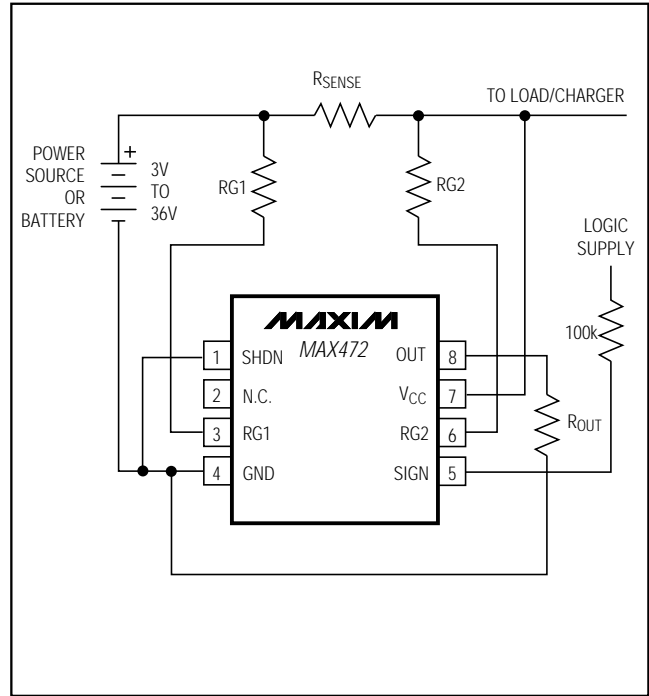 RSENSE
TO LOAD/CHARGER
POWER
SOURCE
OR
BATTERY
+
3V
TO
36V
RG1
RG2
LOGIC
SUPPLY
100k
MAXIM
MAX472
1 SHDN
OUT 8
2 N.C.
VCC 7
3 RG1
RG2 6
4 GND
SIGN 5
ROUT